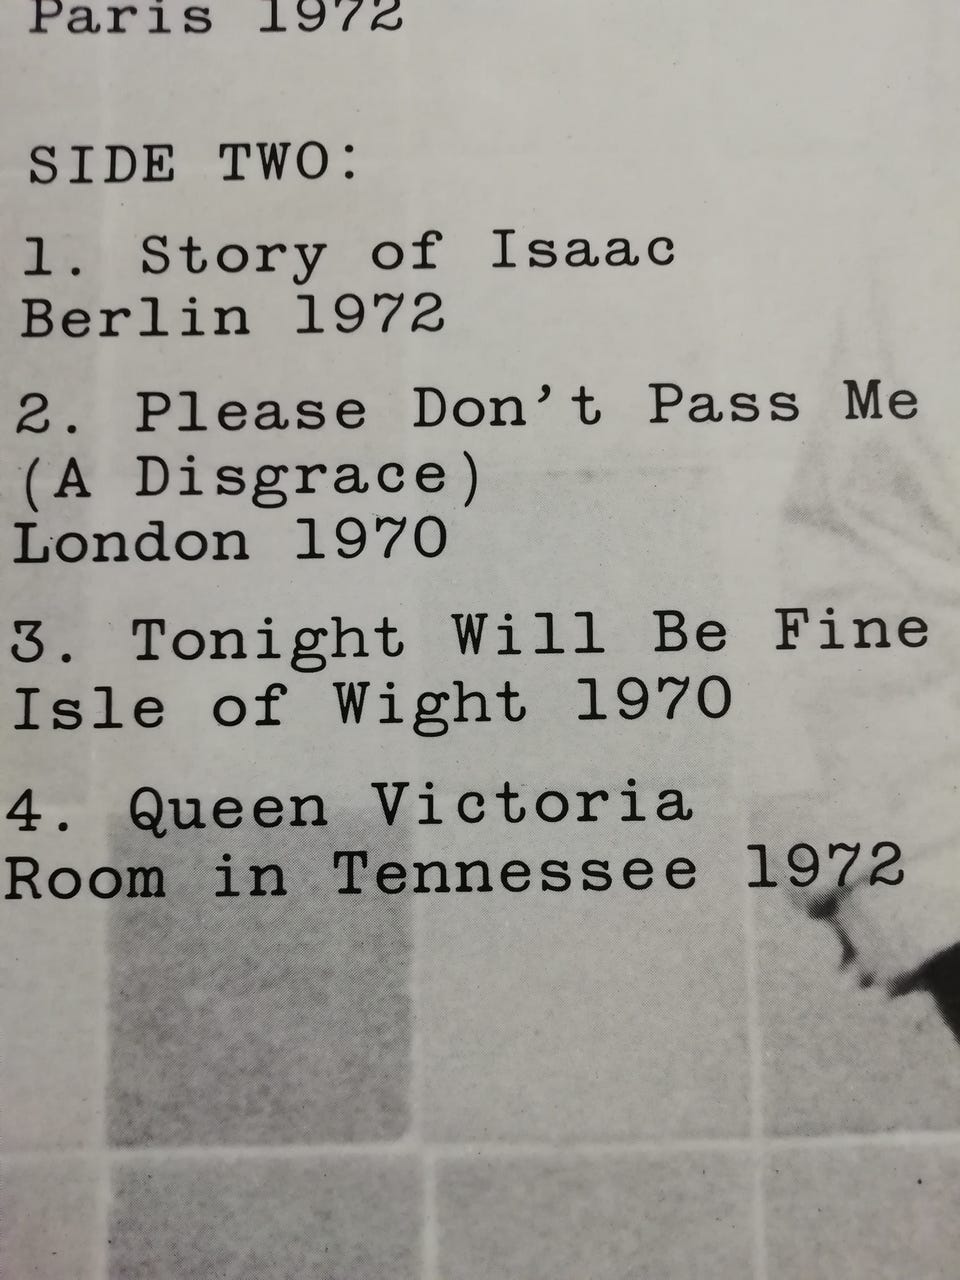 Paris 1972
SIDE TWO:
1. Story of Isaac
Berlin 1972
2. Please Don't Pass Me
(A Disgrace)
London 1970
3. Tonight Will Be Fine
Isle of Wight 1970
4. Queen Victoria
Room in Tennessee 1972